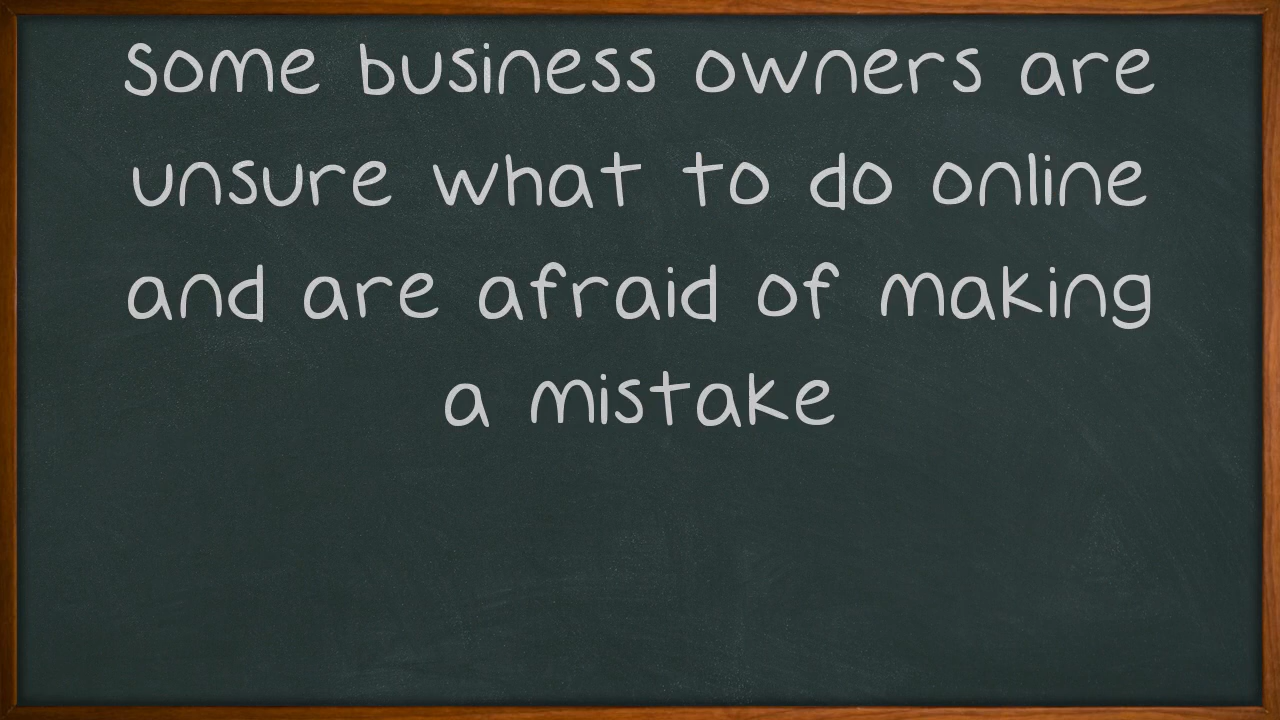 Some business owners are
unsure what to do online
and are afraid of making
a mistake